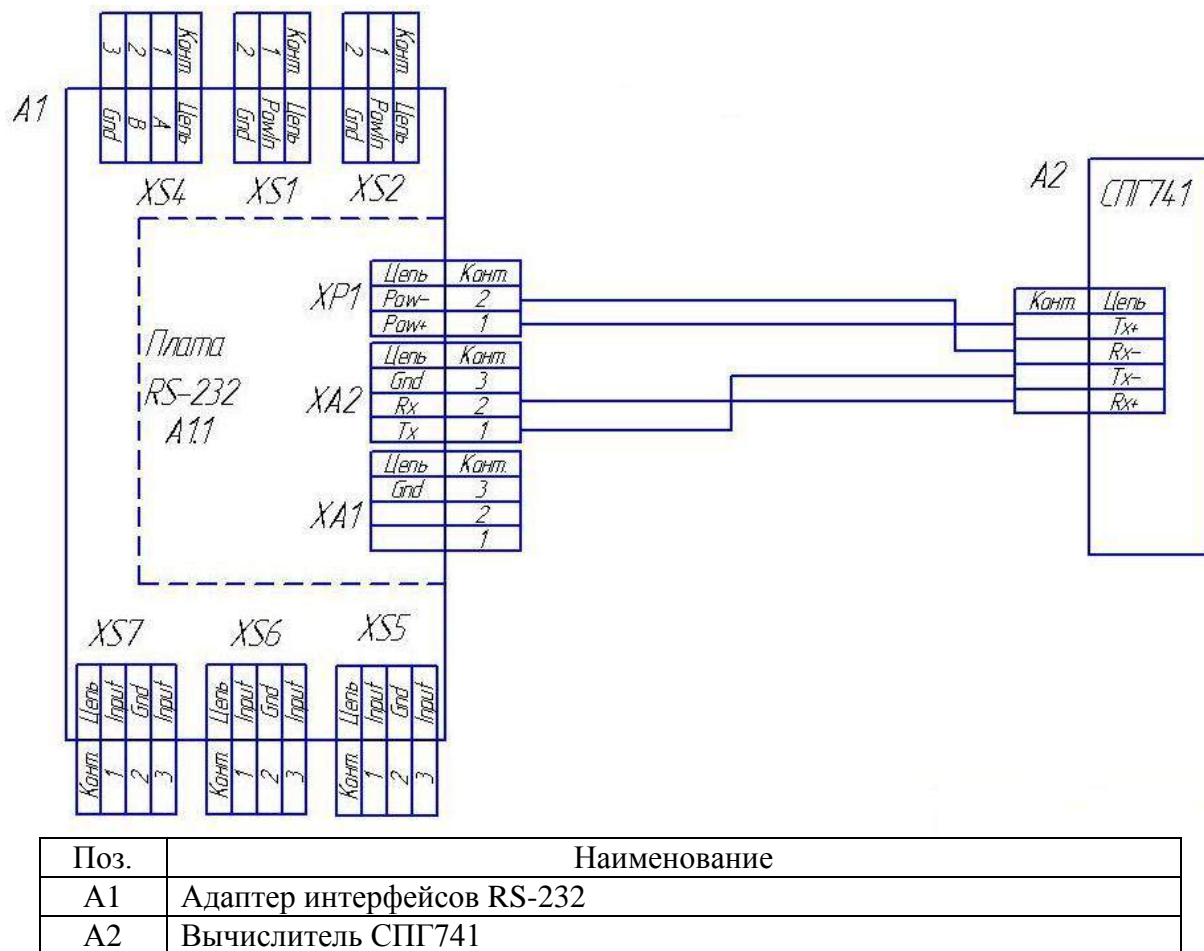 A1
3 2 1 Конт.
Gnd B A Цепь
XS4
2 1 Конт.
Gnd PowIn Цепь
XS1
2 1 Конт.
Gnd PowIn Цепь
XS2
Плата
RS-232
A1.1
XP1
Цепь Конт.
Pow- 2
Pow+ 1
XA2
Цепь Конт.
Gnd 3
Rx 2
Tx 1
XA1
Цепь Конт.
Gnd 3
2
1
A2
СПГ741
Конт. Цепь
Tx+
Rx-
Tx-
Rx+
XS7
Цепь Input Gnd Input
Конт. 1 2 3
XS6
Цепь Input Gnd Input
Конт. 1 2 3
XS5
Цепь Input Gnd Input
Конт. 1 2 3
Поз. Наименование
А1 Адаптер интерфейсов RS-232
А2 Вычислитель СПГ741